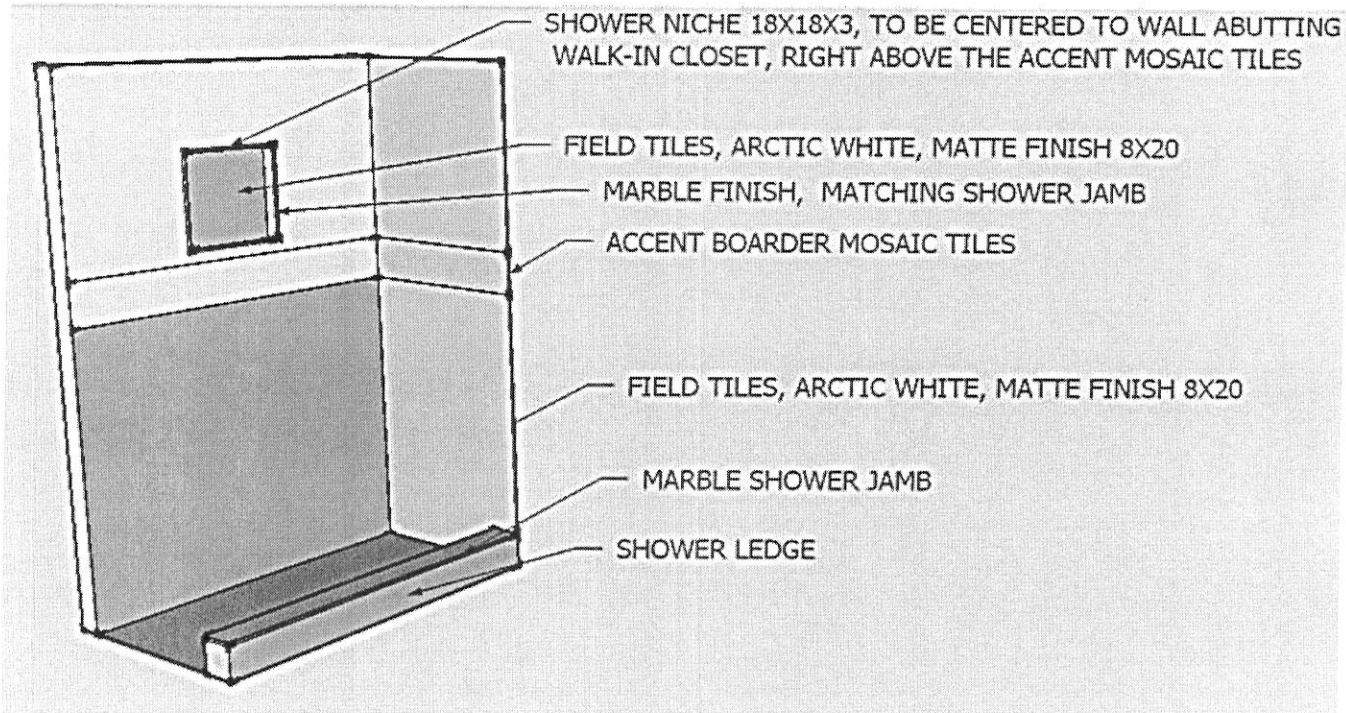 SHOWER NICHE 18X18X3, TO BE CENTERED TO WALL ABUTTING
WALK-IN CLOSET, RIGHT ABOVE THE ACCENT MOSAIC TILES
FIELD TILES, ARCTIC WHITE, MATTE FINISH 8X20
MARBLE FINISH, MATCHING SHOWER JAMB
ACCENT BOARDER MOSAIC TILES
FIELD TILES, ARCTIC WHITE, MATTE FINISH 8X20
MARBLE SHOWER JAMB
SHOWER LEDGE